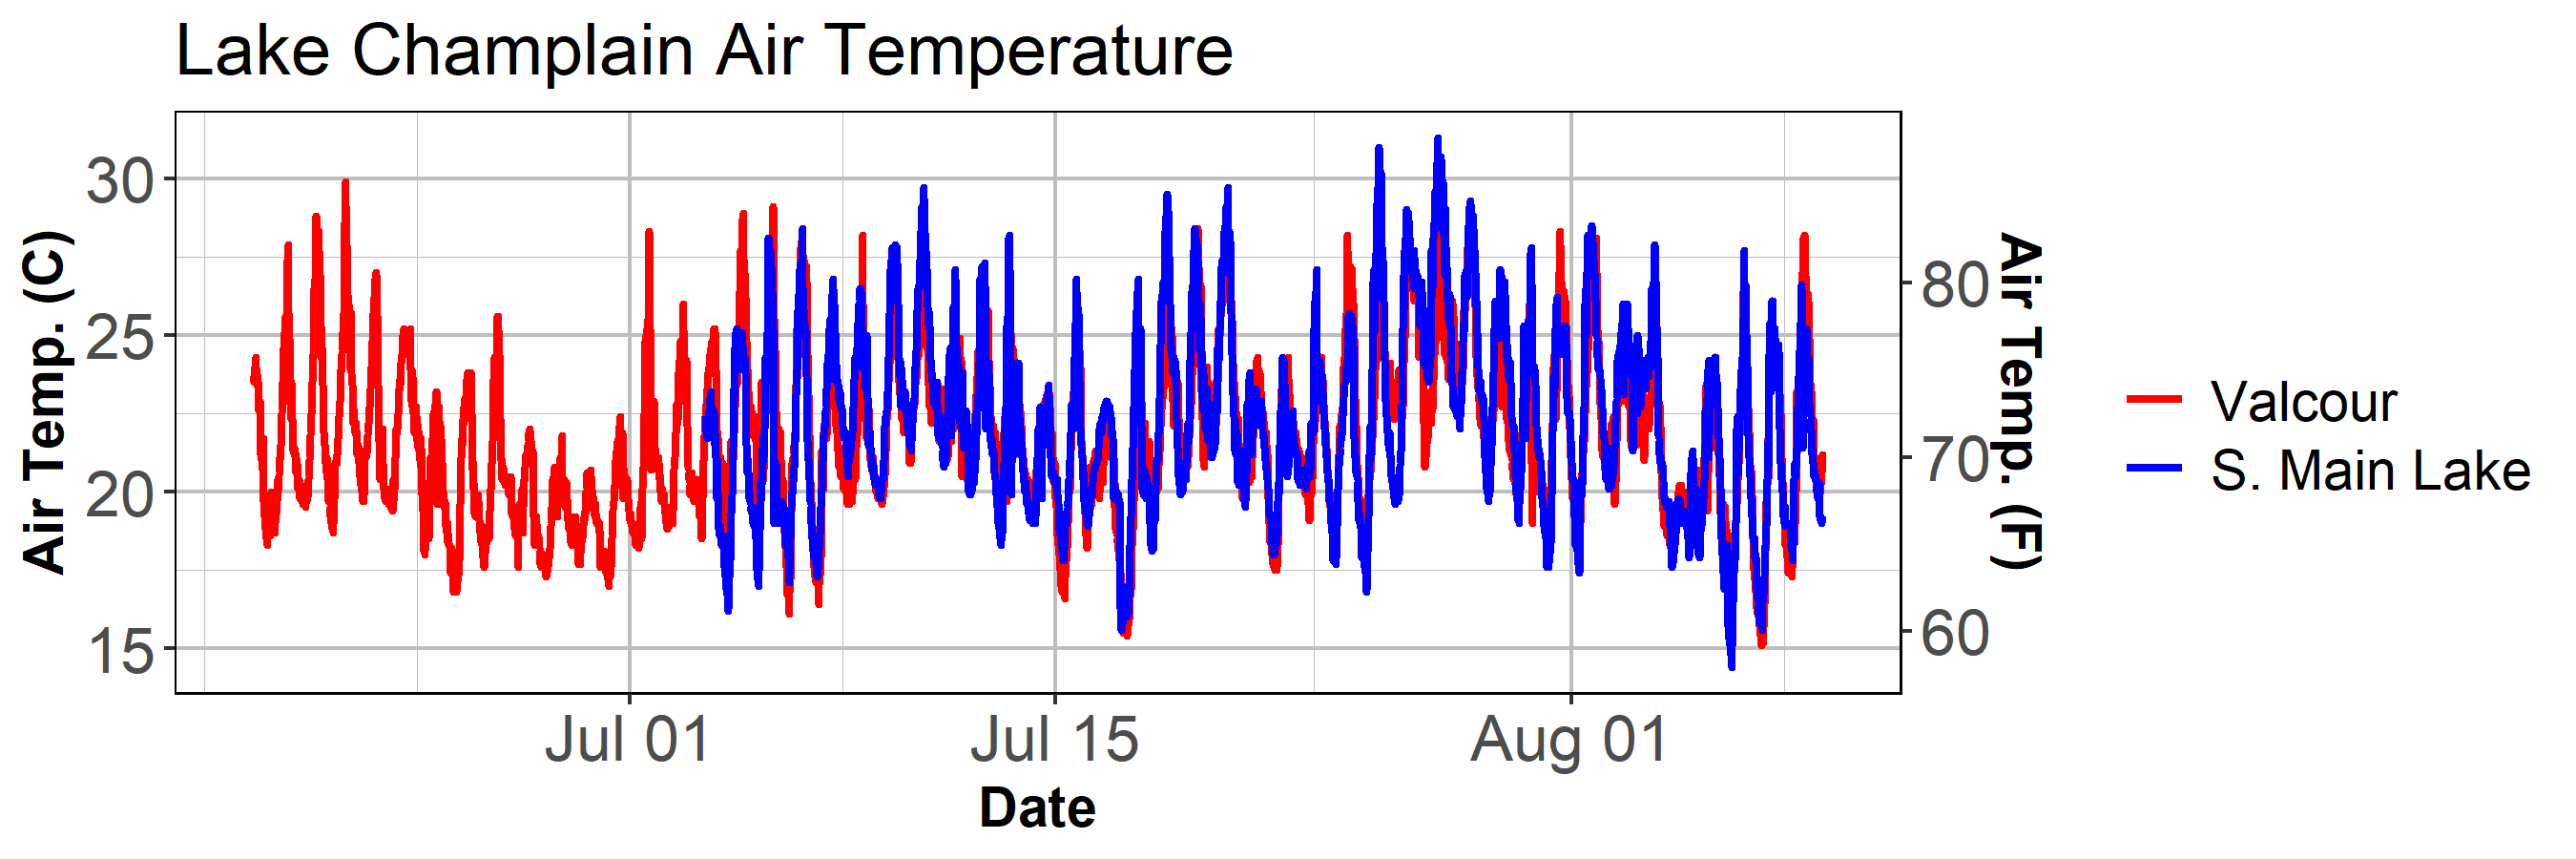 Lake Champlain Air Temperature
Air Temp. (C)
30
25
20
15
80
70
60
Air Temp. (F)
Jul 01
Jul 15
Aug 01
Date
Valcour
S. Main Lake